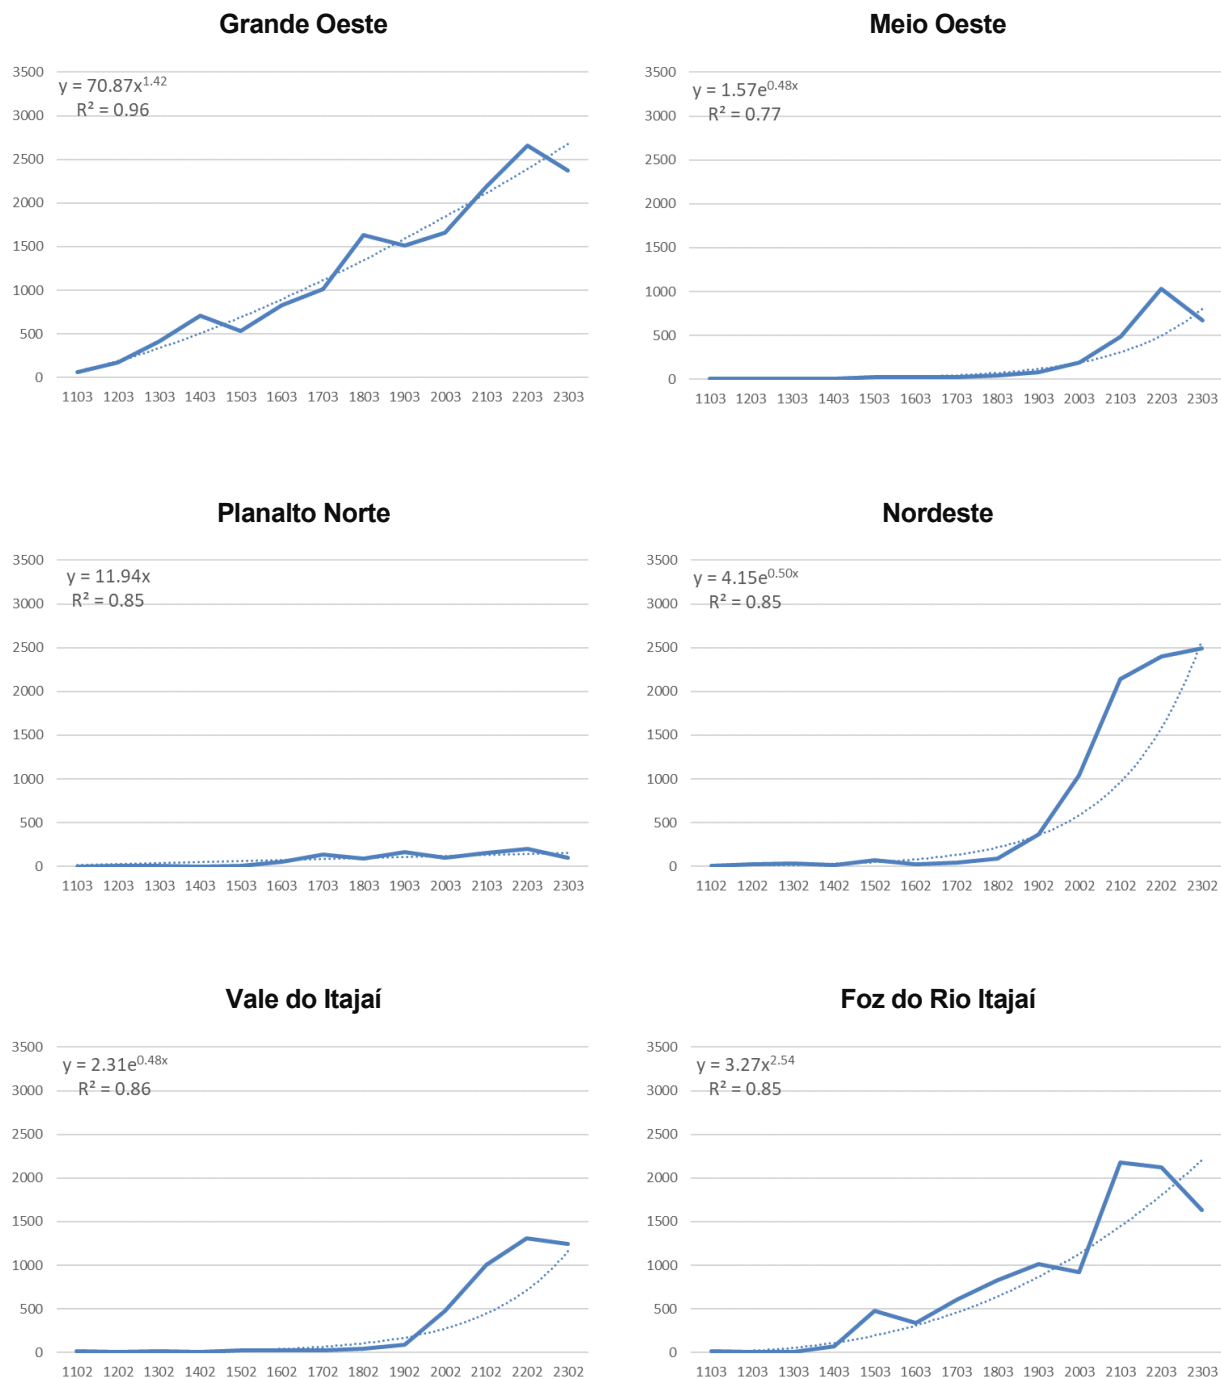 Grande Oeste
y = 70.87x^1.42
R² = 0.96
3500
3000
2500
2000
1500
1000
500
0
1103 1203 1303 1403 1503 1603 1703 1803 1903 2003 2103 2203 2303
Meio Oeste
y = 1.57e^0.48x
R² = 0.77
3500
3000
2500
2000
1500
1000
500
0
1103 1203 1303 1403 1503 1603 1703 1803 1903 2003 2103 2203 2303
Planalto Norte
y = 11.94x
R² = 0.85
3500
3000
2500
2000
1500
1000
500
0
1103 1203 1303 1403 1503 1603 1703 1803 1903 2003 2103 2203 2303
Nordeste
y = 4.15e^0.50x
R² = 0.85
3500
3000
2500
2000
1500
1000
500
0
1102 1202 1302 1402 1502 1602 1702 1802 1902 2002 2102 2202 2302
Vale do Itajaí
y = 2.31e^0.48x
R² = 0.86
3500
3000
2500
2000
1500
1000
500
0
1102 1202 1302 1402 1502 1602 1702 1802 1902 2002 2102 2202 2302
Foz do Rio Itajaí
y = 3.27x^2.54
R² = 0.85
3500
3000
2500
2000
1500
1000
500
0
1103 1203 1303 1403 1503 1603 1703 1803 1903 2003 2103 2203 2303